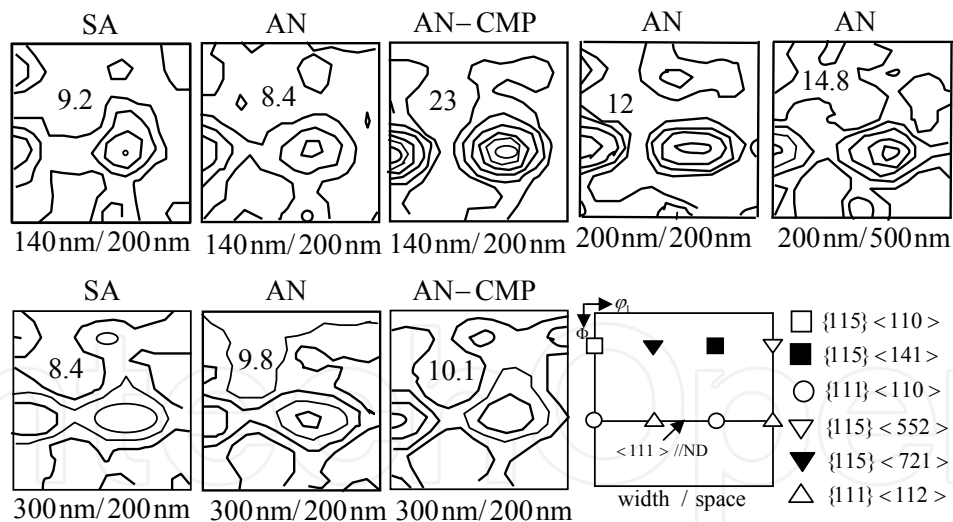 SA AN AN-CMP AN AN
9.2 8.4 23 12 14.8
140nm/200nm 140nm/200nm 140nm/200nm 200nm/200nm 200nm/500nm
SA AN AN-CMP
8.4 9.8 10.1
300nm/200nm 300nm/200nm 300nm/200nm
φ₁
Φ
<111>//ND
width / space
{115}<110>
{115}<141>
{111}<110>
{115}<552>
{115}<721>
{111}<112>